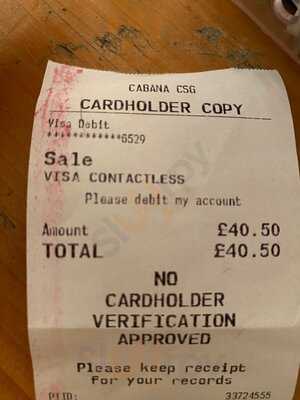 CABANA CSG
CARDHOLDER COPY
Visa Debit
************6529
Sale
VISA CONTACTLESS
Please debit my account
Amount £40.50
TOTAL £40.50
NO
CARDHOLDER
VERIFICATION
APPROVED
Please keep receipt
for your records
33724555